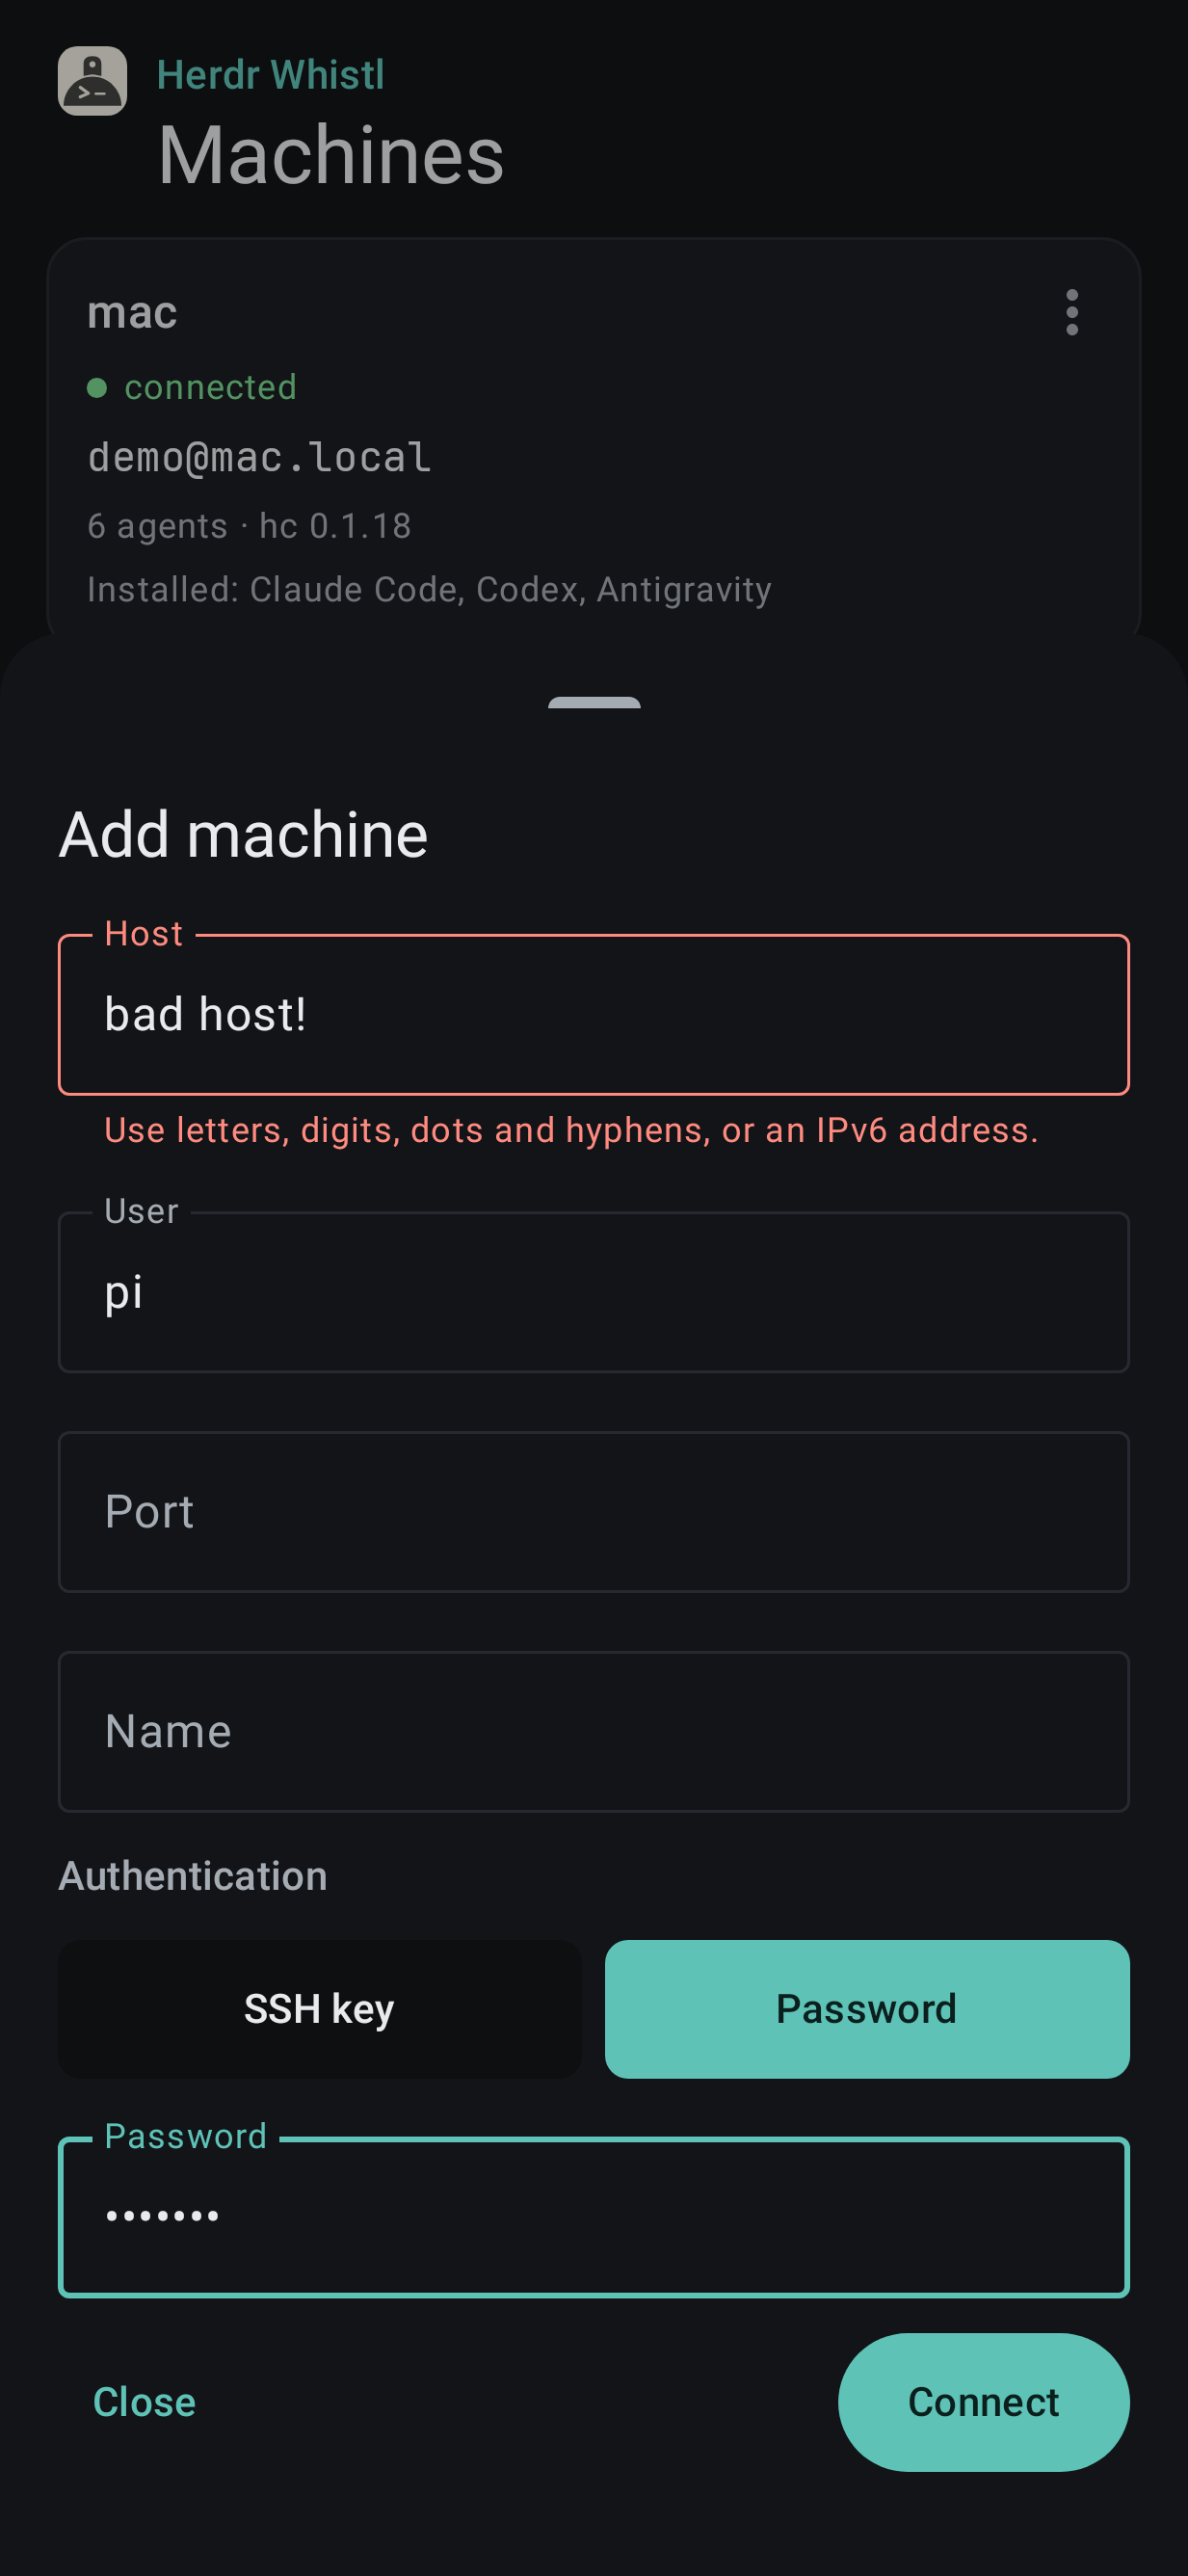 Herdr Whistl
Machines
mac
connected
demo@mac.local
6 agents · hc 0.1.18
Installed: Claude Code, Codex, Antigravity
Add machine
Host
bad host!
Use letters, digits, dots and hyphens, or an IPv6 address.
User
pi
Port
Name
Authentication
SSH key
Password
Password
•••••••
Close
Connect